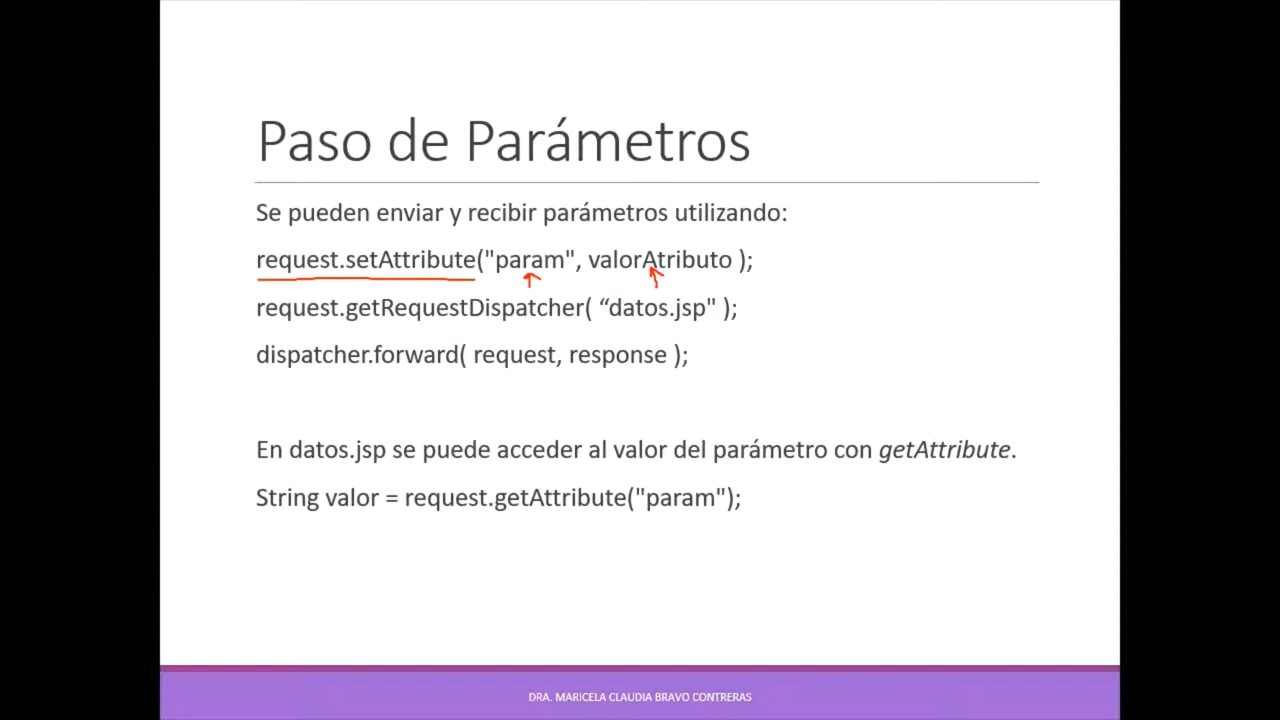 Paso de Parámetros
Se pueden enviar y recibir parámetros utilizando:
request.setAttribute("param", valorAtributo );
request.getRequestDispatcher( “datos.jsp" );
dispatcher.forward( request, response );
En datos.jsp se puede acceder al valor del parámetro con getAttribute.
String valor = request.getAttribute("param");
DRA. MARICELA CLAUDIA BRAVO CONTRERAS